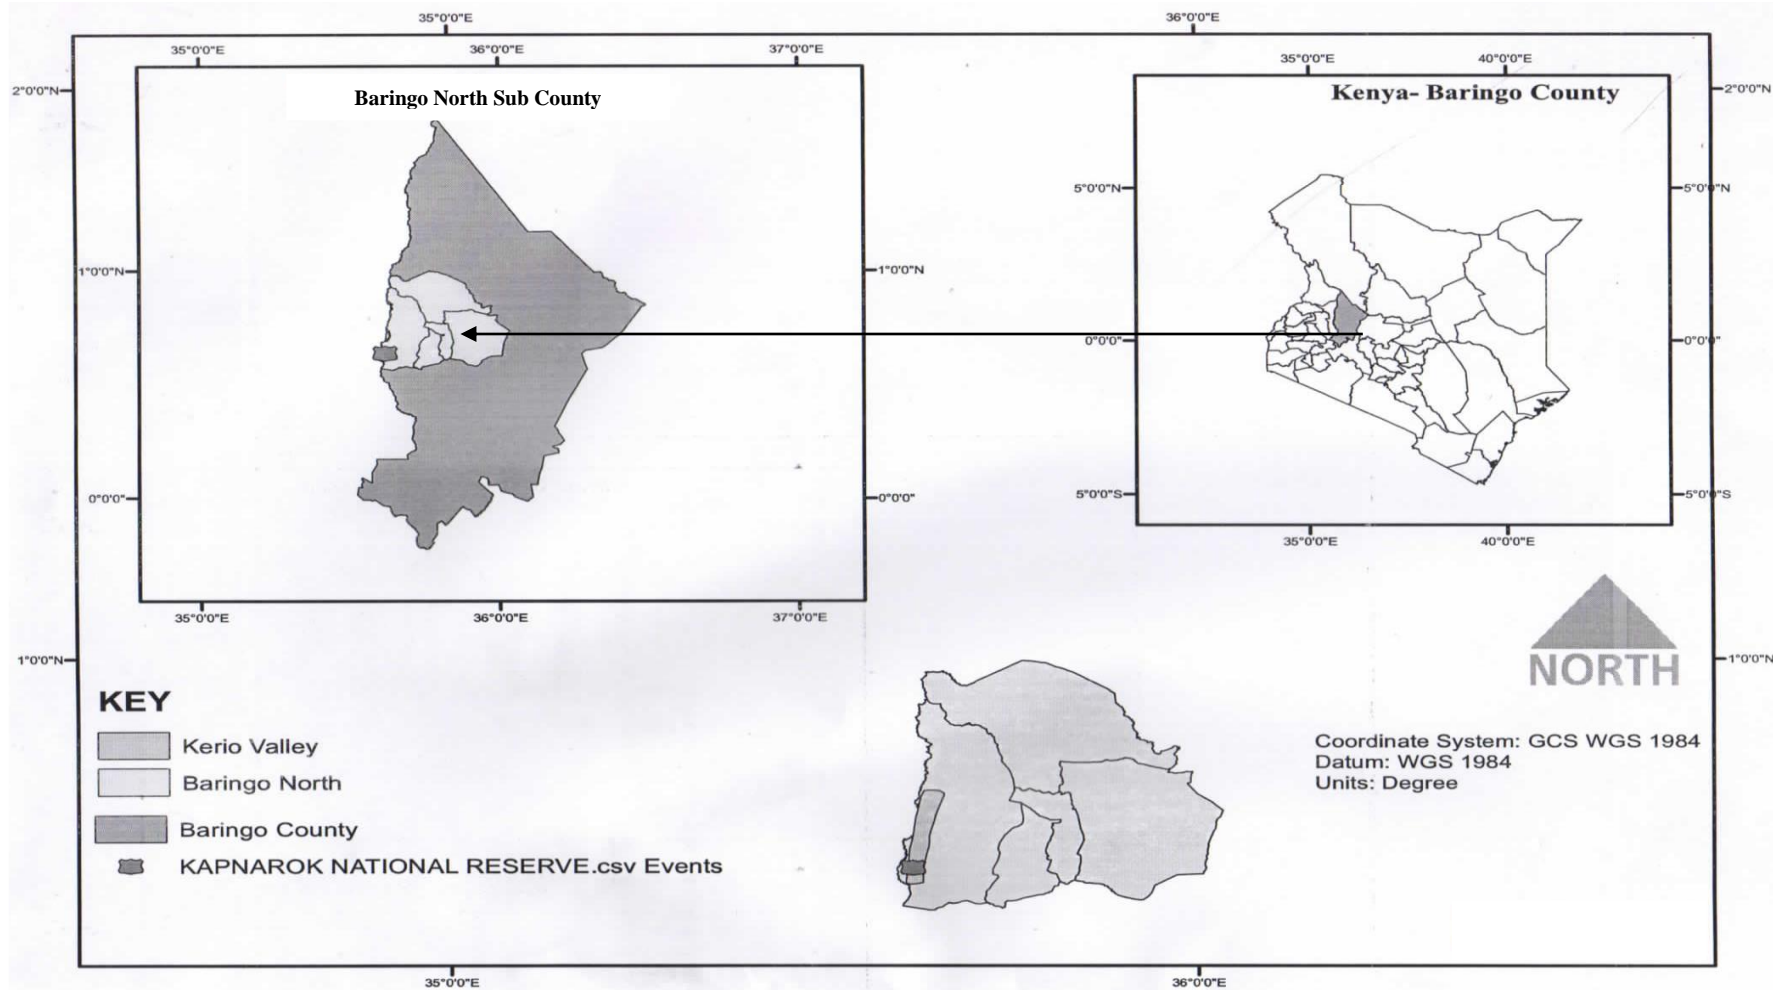 35°0'0"E
36°0'0"E
35°0'0"E
36°0'0"E
37°0'0"E
35°0'0"E
40°0'0"E
2°0'0"N
2°0'0"N
Baringo North Sub County
Kenya- Baringo County
5°0'0"N
5°0'0"N
1°0'0"N
1°0'0"N
0°0'0"
0°0'0"
0°0'0"
0°0'0"
5°0'0"S
5°0'0"S
35°0'0"E
40°0'0"E
35°0'0"E
36°0'0"E
37°0'0"E
1°0'0"N
1°0'0"N
NORTH
KEY
Kerio Valley
Baringo North
Baringo County
KAPNAROK NATIONAL RESERVE.csv Events
Coordinate System: GCS WGS 1984
Datum: WGS 1984
Units: Degree
35°0'0"E
36°0'0"E